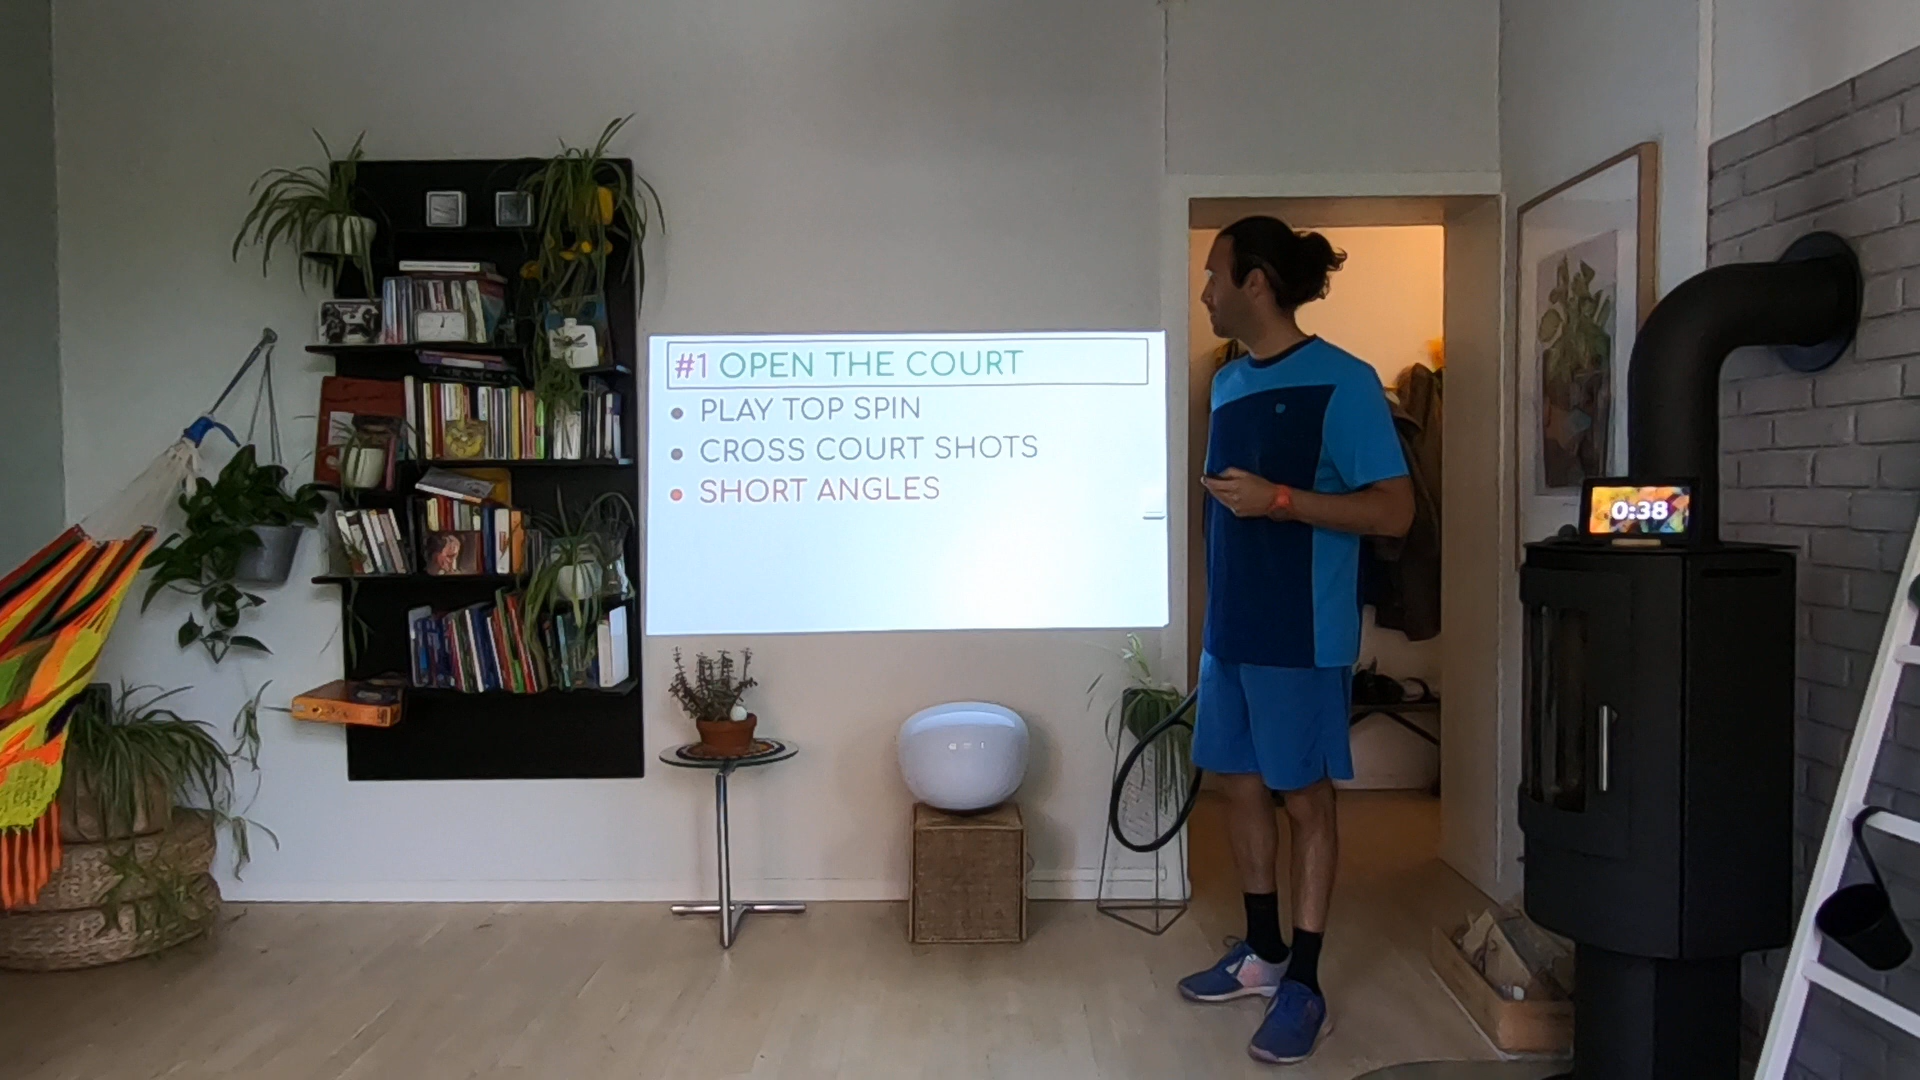 #1 OPEN THE COURT
• PLAY TOP SPIN
• CROSS COURT SHOTS
• SHORT ANGLES
0:38